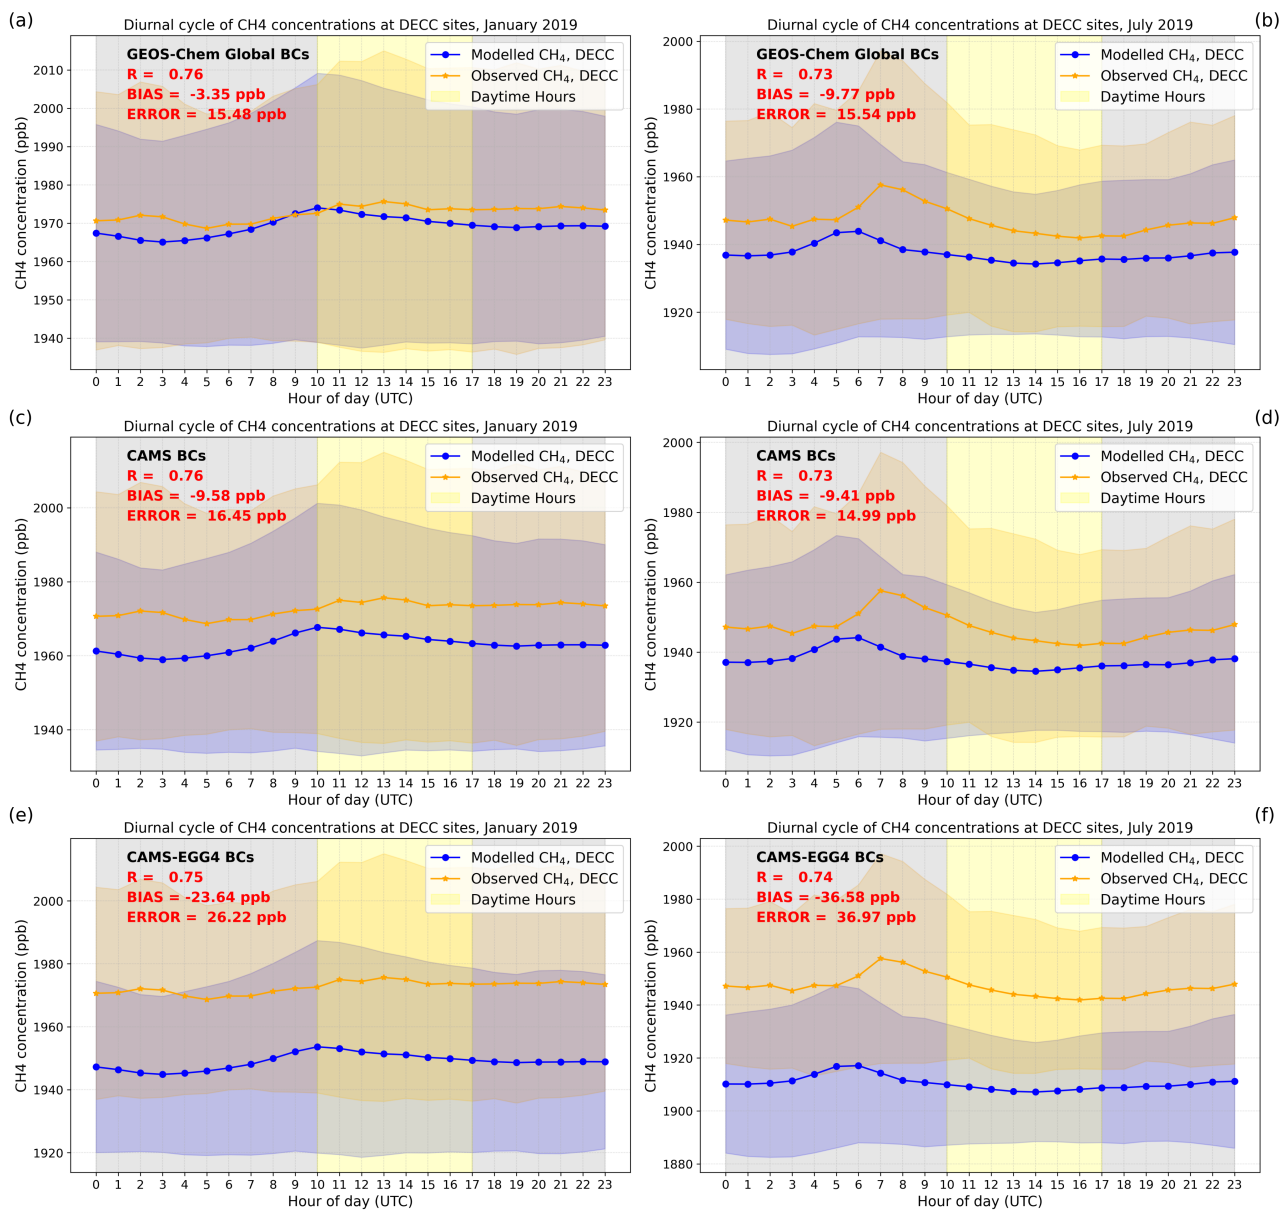 (a)
Diurnal cycle of CH4 concentrations at DECC sites, January 2019
GEOS-Chem Global BCs
R = 0.76
BIAS = -3.35 ppb
ERROR = 15.48 ppb
Modelled CH₄, DECC
Observed CH₄, DECC
Daytime Hours
CH4 concentration (ppb)
2010
2000
1990
1980
1970
1960
1950
1940
0 1 2 3 4 5 6 7 8 9 10 11 12 13 14 15 16 17 18 19 20 21 22 23
Hour of day (UTC)
(b)
Diurnal cycle of CH4 concentrations at DECC sites, July 2019
GEOS-Chem Global BCs
R = 0.73
BIAS = -9.77 ppb
ERROR = 15.54 ppb
Modelled CH₄, DECC
Observed CH₄, DECC
Daytime Hours
CH4 concentration (ppb)
2000
1980
1960
1940
1920
0 1 2 3 4 5 6 7 8 9 10 11 12 13 14 15 16 17 18 19 20 21 22 23
Hour of day (UTC)
(c)
Diurnal cycle of CH4 concentrations at DECC sites, January 2019
CAMS BCs
R = 0.76
BIAS = -9.58 ppb
ERROR = 16.45 ppb
Modelled CH₄, DECC
Observed CH₄, DECC
Daytime Hours
CH4 concentration (ppb)
2000
1980
1960
1940
0 1 2 3 4 5 6 7 8 9 10 11 12 13 14 15 16 17 18 19 20 21 22 23
Hour of day (UTC)
(d)
Diurnal cycle of CH4 concentrations at DECC sites, July 2019
CAMS BCs
R = 0.73
BIAS = -9.41 ppb
ERROR = 14.99 ppb
Modelled CH₄, DECC
Observed CH₄, DECC
Daytime Hours
CH4 concentration (ppb)
2000
1980
1960
1940
1920
0 1 2 3 4 5 6 7 8 9 10 11 12 13 14 15 16 17 18 19 20 21 22 23
Hour of day (UTC)
(e)
Diurnal cycle of CH4 concentrations at DECC sites, January 2019
CAMS-EGG4 BCs
R = 0.75
BIAS = -23.64 ppb
ERROR = 26.22 ppb
Modelled CH₄, DECC
Observed CH₄, DECC
Daytime Hours
CH4 concentration (ppb)
2000
1980
1960
1940
1920
0 1 2 3 4 5 6 7 8 9 10 11 12 13 14 15 16 17 18 19 20 21 22 23
Hour of day (UTC)
(f)
Diurnal cycle of CH4 concentrations at DECC sites, July 2019
CAMS-EGG4 BCs
R = 0.74
BIAS = -36.58 ppb
ERROR = 36.97 ppb
Modelled CH₄, DECC
Observed CH₄, DECC
Daytime Hours
CH4 concentration (ppb)
2000
1980
1960
1940
1920
1900
1880
0 1 2 3 4 5 6 7 8 9 10 11 12 13 14 15 16 17 18 19 20 21 22 23
Hour of day (UTC)